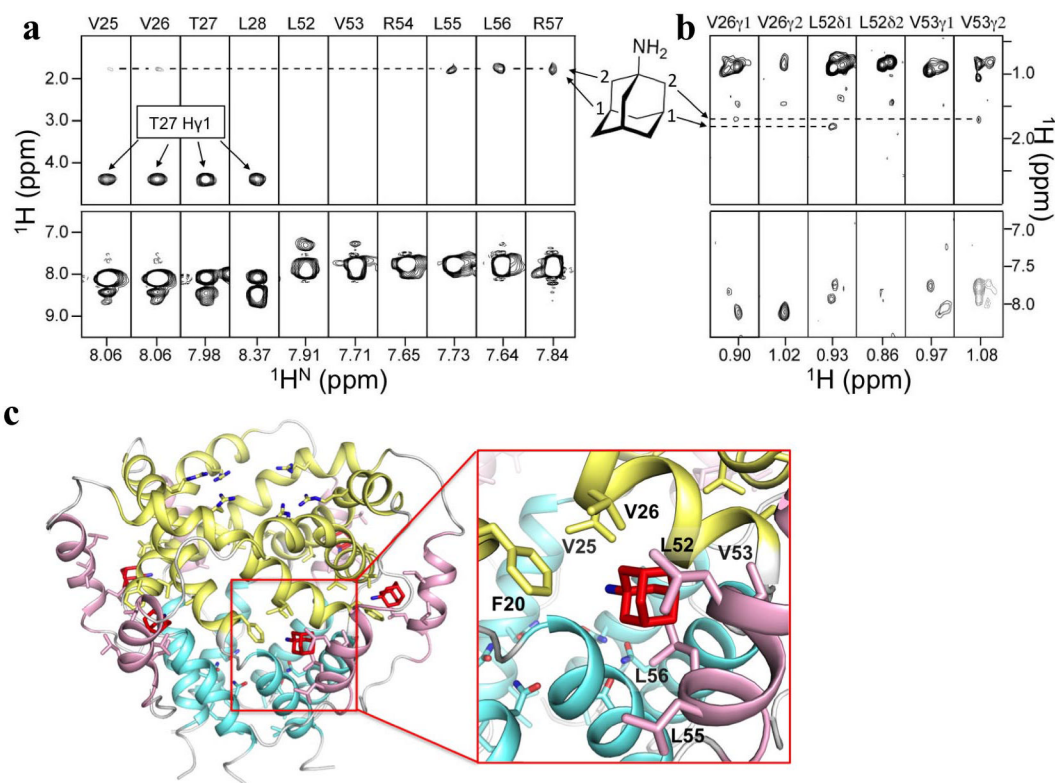 a
V25 V26 T27 L28 L52 V53 R54 L55 L56 R57
2.0
3.0
4.0
7.0
8.0
9.0
¹H (ppm)
T27 Hγ1
8.06 8.06 7.98 8.37 7.91 7.71 7.65 7.73 7.64 7.84
¹Hᴺ (ppm)
NH₂
2 2
1 1
b
V26γ1 V26γ2 L52δ1 L52δ2 V53γ1 V53γ2
1.0
2.0
7.0
7.5
8.0
¹H (ppm)
0.90 1.02 0.93 0.86 0.97 1.08
¹H (ppm)
c
V26
V25
L52
V53
F20
L56
L55